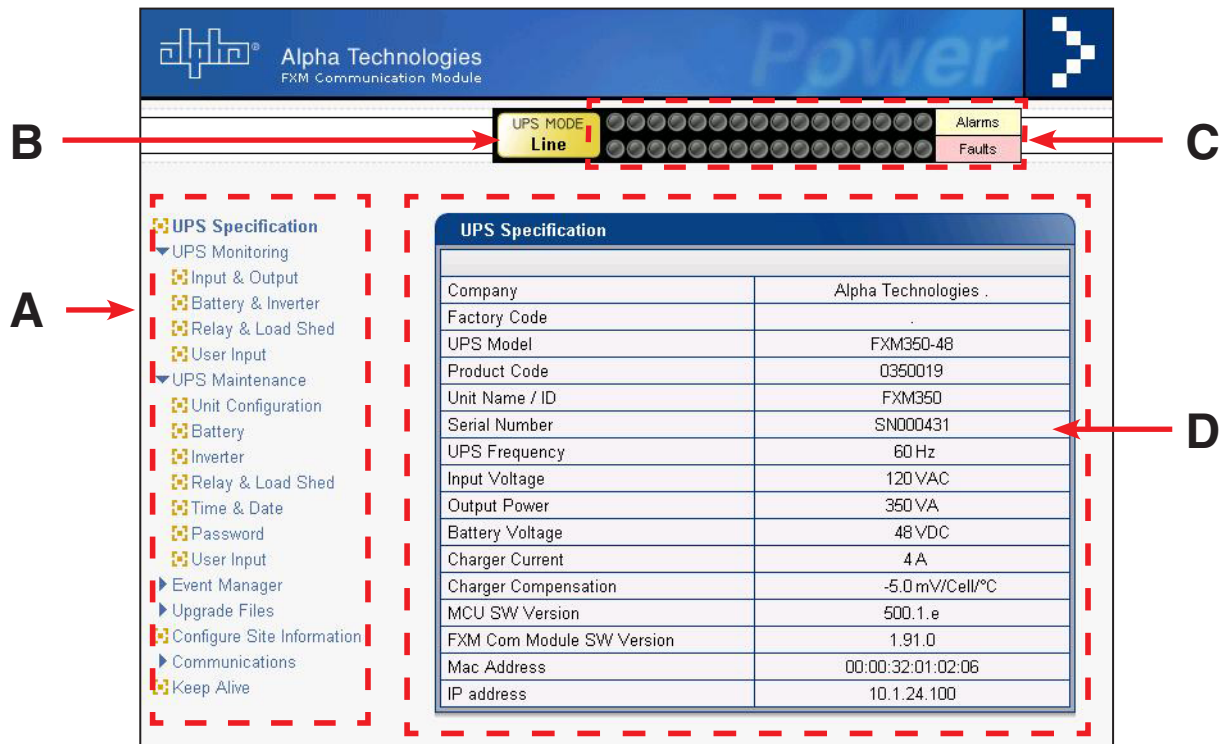 alpha®
Alpha Technologies
FXM Communication Module
Power
B
UPS MODE
Line
Alarms
Faults
C
A
UPS Specification
UPS Monitoring
Input & Output
Battery & Inverter
Relay & Load Shed
User Input
UPS Maintenance
Unit Configuration
Battery
Inverter
Relay & Load Shed
Time & Date
Password
User Input
Event Manager
Upgrade Files
Configure Site Information
Communications
Keep Alive
UPS Specification
Company Alpha Technologies .
Factory Code .
UPS Model FXM350-48
Product Code 0350019
Unit Name / ID FXM350
Serial Number SN000431
UPS Frequency 60 Hz
Input Voltage 120 VAC
Output Power 350 VA
Battery Voltage 48 VDC
Charger Current 4 A
Charger Compensation -5.0 mV/Cell/°C
MCU SW Version 500.1.e
FXM Com Module SW Version 1.91.0
Mac Address 00:00:32:01:02:06
IP address 10.1.24.100
D